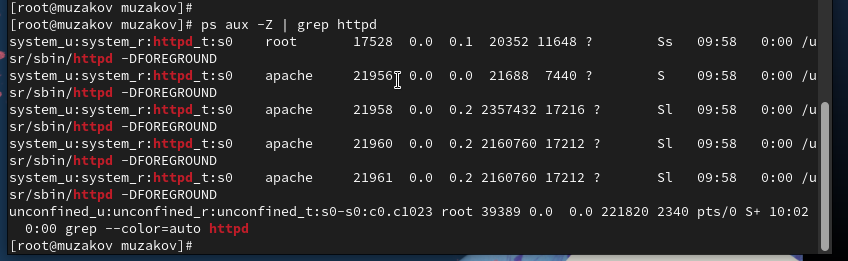 [root@muzakov muzakov]#
[root@muzakov muzakov]# ps aux -Z | grep httpd
system_u:system_r:httpd_t:s0    root       17528  0.0  0.1  20352 11648 ?        Ss   09:58   0:00 /u
sr/sbin/httpd -DFOREGROUND
system_u:system_r:httpd_t:s0    apache     21956  0.0  0.0  21688  7440 ?        S    09:58   0:00 /u
sr/sbin/httpd -DFOREGROUND
system_u:system_r:httpd_t:s0    apache     21958  0.0  0.2 2357432 17216 ?       Sl   09:58   0:00 /u
sr/sbin/httpd -DFOREGROUND
system_u:system_r:httpd_t:s0    apache     21960  0.0  0.2 2160760 17212 ?       Sl   09:58   0:00 /u
sr/sbin/httpd -DFOREGROUND
system_u:system_r:httpd_t:s0    apache     21961  0.0  0.2 2160760 17212 ?       Sl   09:58   0:00 /u
sr/sbin/httpd -DFOREGROUND
unconfined_u:unconfined_r:unconfined_t:s0-s0:c0.c1023 root 39389 0.0  0.0 221820 2340 pts/0 S+ 10:02
  0:00 grep --color=auto httpd
[root@muzakov muzakov]#